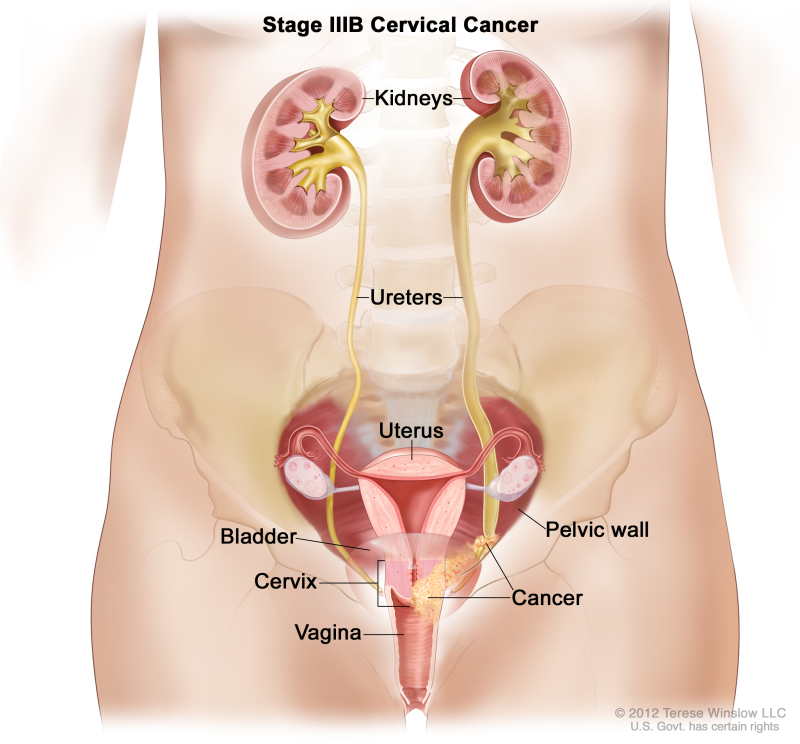 Stage IIIB Cervical Cancer
Kidneys
Ureters
Uterus
Bladder
Pelvic wall
Cervix
Cancer
Vagina
© 2012 Terese Winslow LLC
U.S. Govt. has certain rights